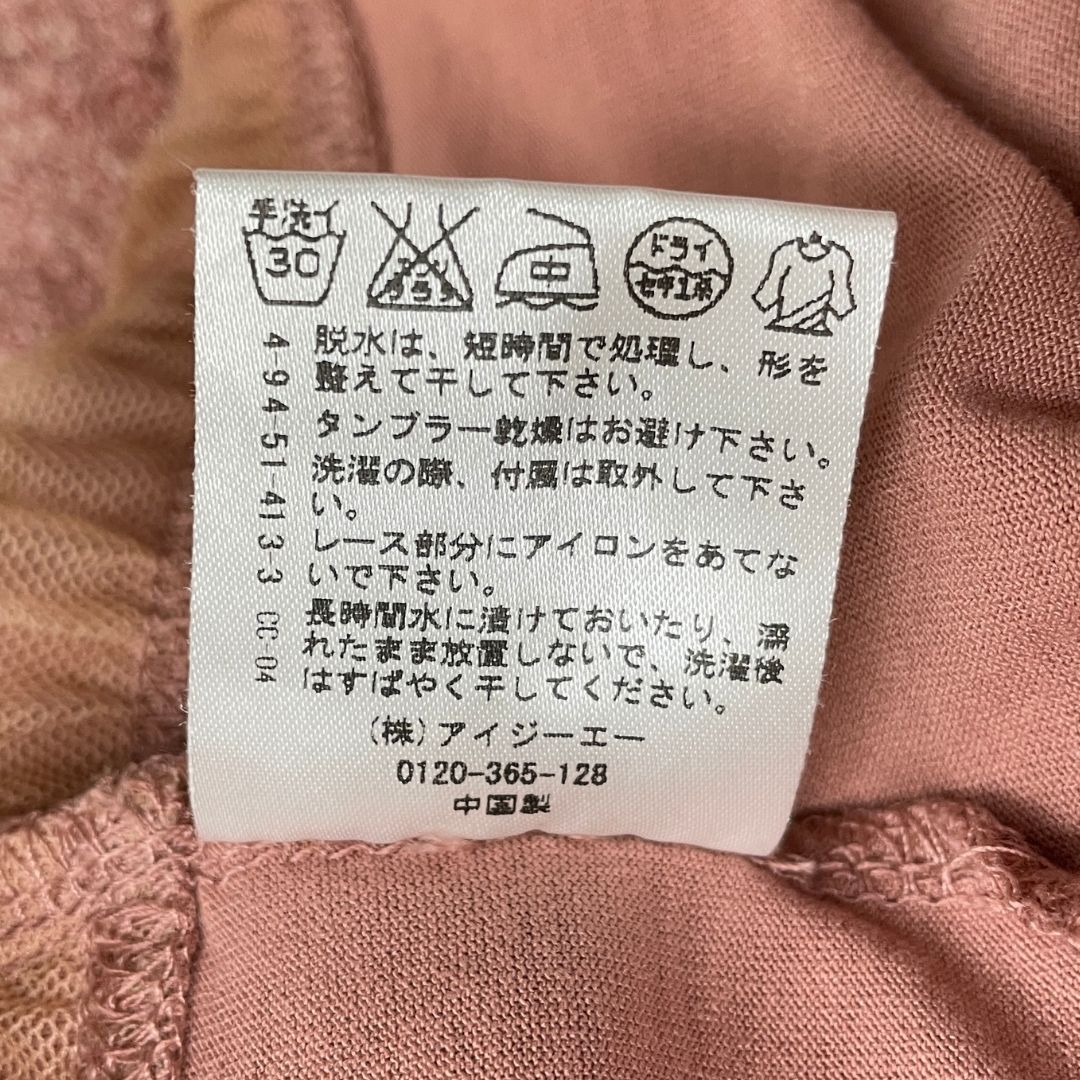 手洗イ
30
中
ドライ
セキユ系
脱水は、短時間で処理し、形を
整えて干して下さい。
タンブラー乾燥はお避け下さい。
洗濯の際、付属は取外して下さ
い。
レース部分にアイロンをあてな
いで下さい。
長時間水に漬けておいたり、濡
れたまま放置しないで、洗濯後
はすばやく干してください。
(株)アイジーエー
0120-365-128
中国製
4-94-51-4133 CC-04